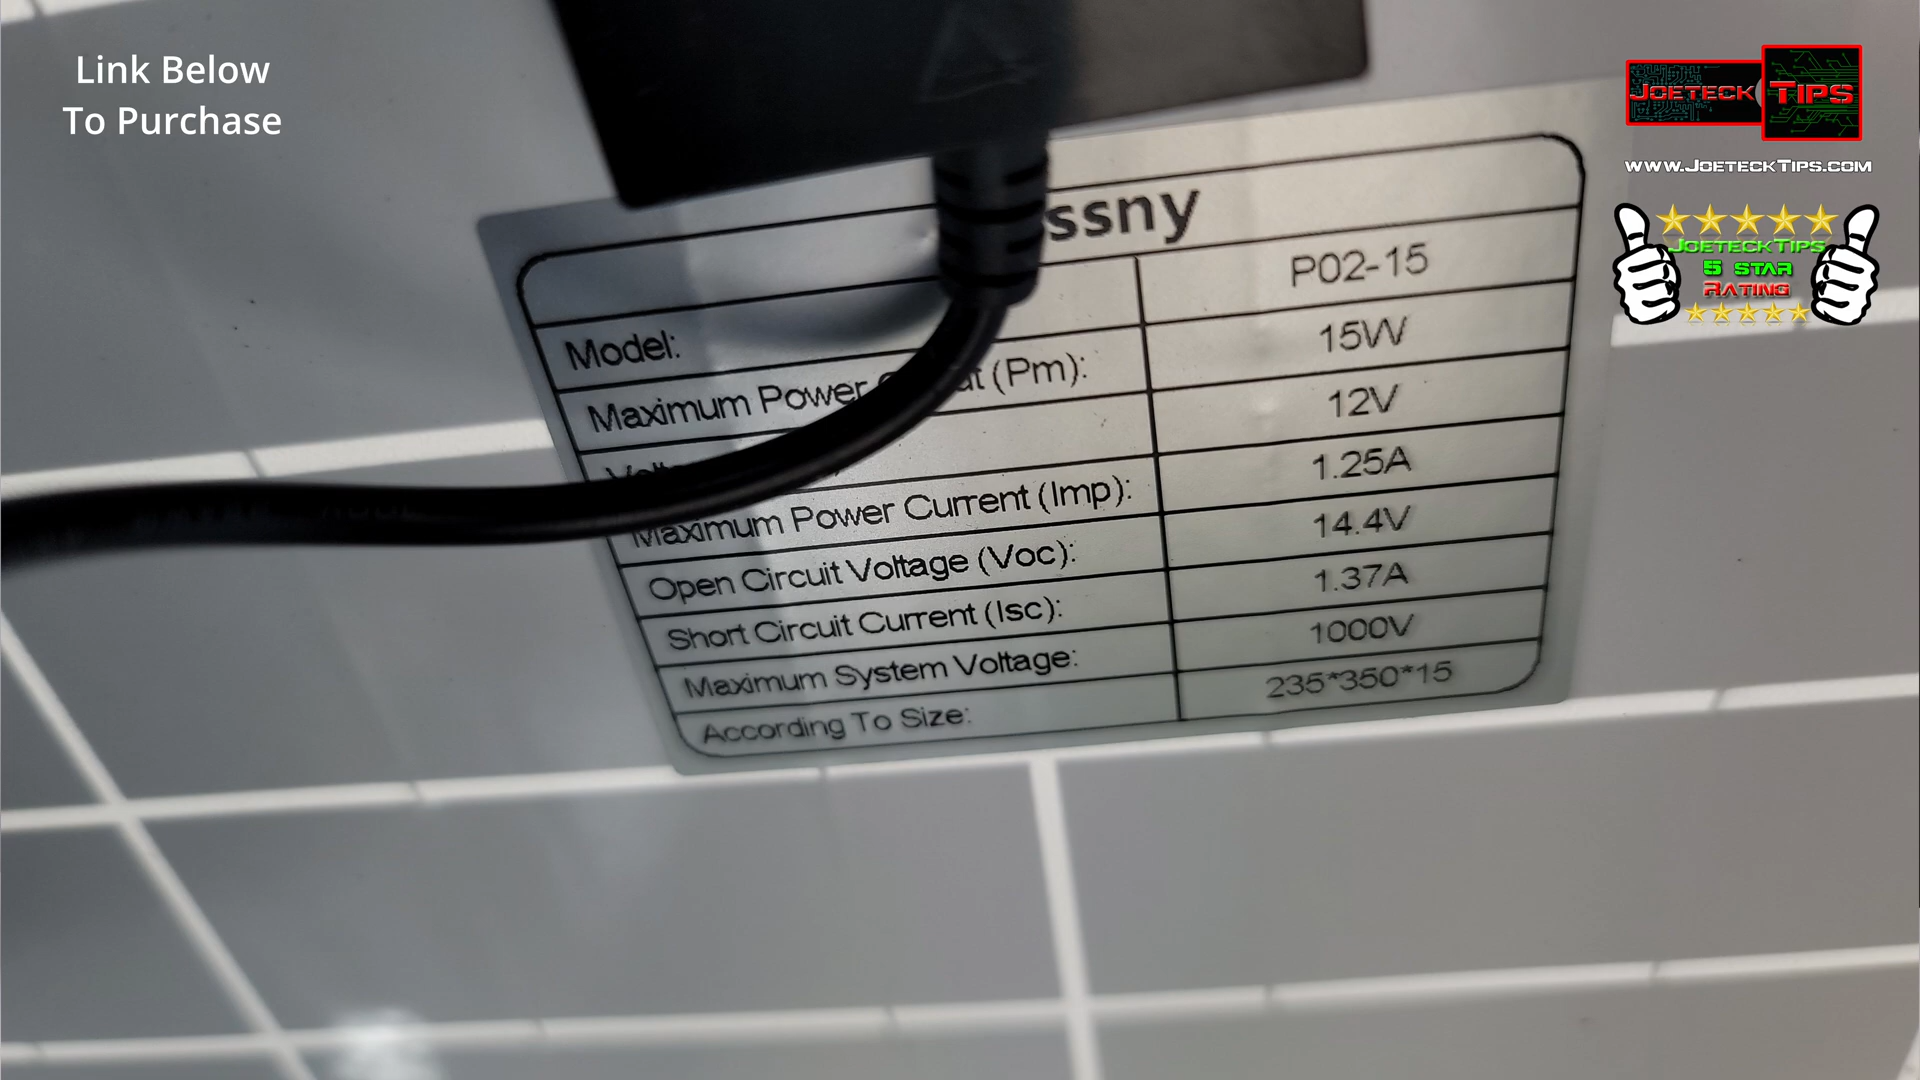 Link Below
To Purchase
JOETECK TIPS
WWW.JOETECKTIPS.COM
JOETECKTIPS
5 STAR
RATING
ssny
Model: P02-15
Maximum Power (Pm): 15W
12V
Maximum Power Current (Imp): 1.25A
Open Circuit Voltage (Voc): 14.4V
Short Circuit Current (Isc): 1.37A
Maximum System Voltage: 1000V
According To Size: 235*350*15